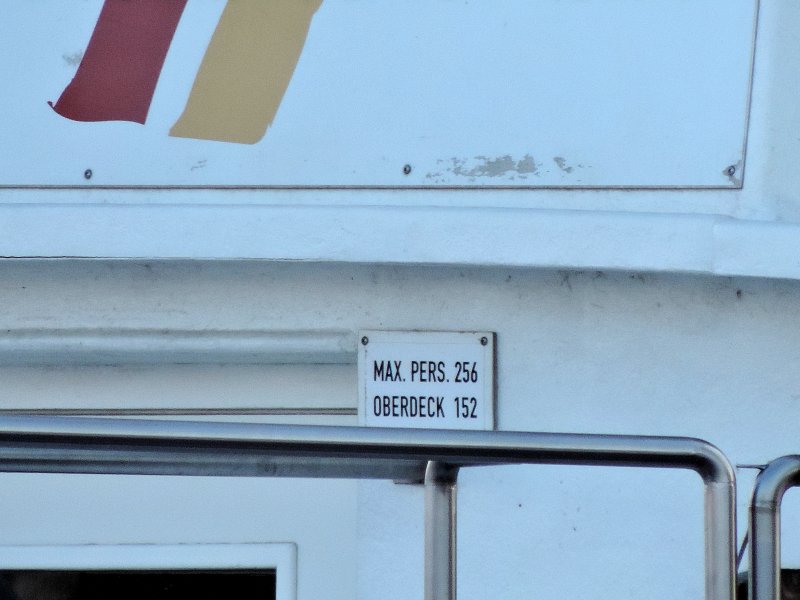 MAX. PERS. 256
OBERDECK 152